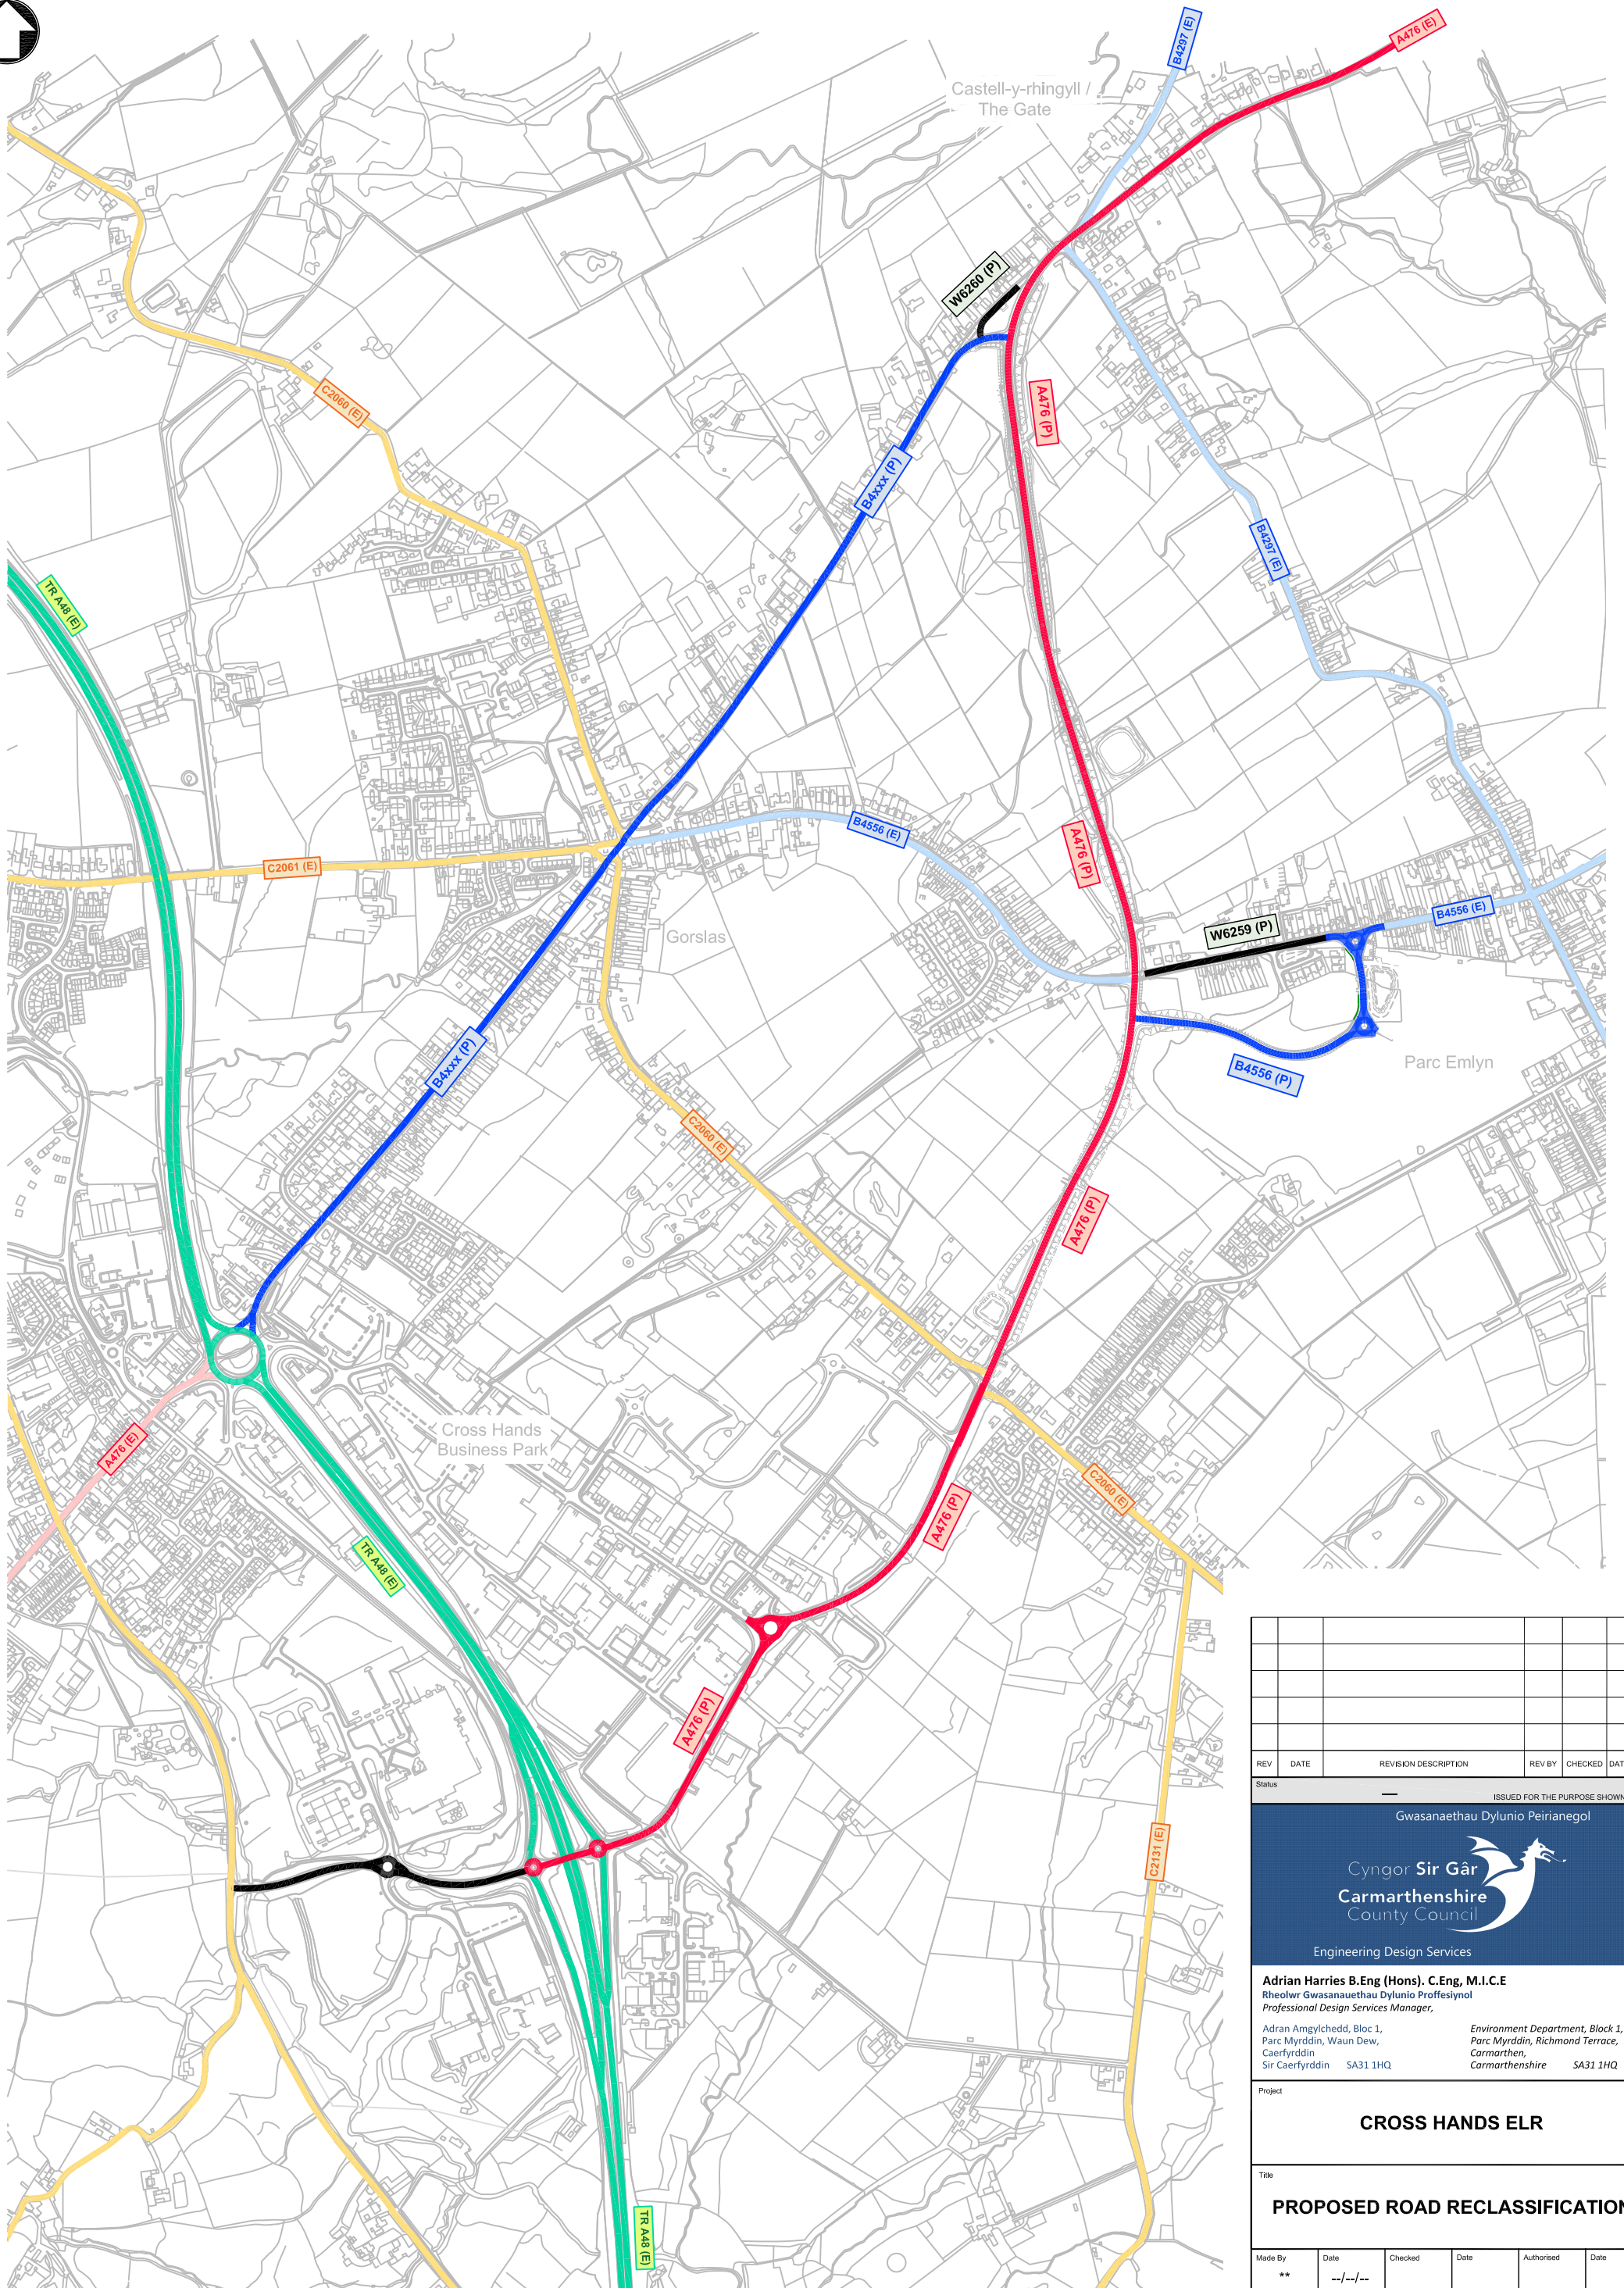 B4297 (E)
A476 (E)
Castell-y-rhingyll /
The Gate
W6260 (P)
C2060 (E)
A476 (P)
B4xxx (P)
B4297 (E)
TR A48 (E)
B4556 (E)
A476 (P)
C2061 (E)
B4556 (E)
W6259 (P)
Gorslas
B4xxx (P)
Parc Emlyn
B4556 (P)
C2060 (E)
A476 (P)
Cross Hands
Business Park
A476 (E)
C2060 (E)
A476 (P)
TR A48 (E)
A476 (P)
C2131 (E)
TR A48 (E)
REV DATE REVISION DESCRIPTION REV BY CHECKED DAT
Status
ISSUED FOR THE PURPOSE SHOWN
Gwasanaethau Dylunio Peirianegol
Cyngor Sir Gâr
Carmarthenshire
County Council
Engineering Design Services
Adrian Harries B.Eng (Hons). C.Eng, M.I.C.E
Rheolwr Gwasanauethau Dylunio Proffesiynol
Professional Design Services Manager,
Adran Amgylchedd, Bloc 1,
Parc Myrddin, Waun Dew,
Caerfyrddin
Sir Caerfyrddin SA31 1HQ
Environment Department, Block 1,
Parc Myrddin, Richmond Terrace,
Carmarthen,
Carmarthenshire SA31 1HQ
Project
CROSS HANDS ELR
Title
PROPOSED ROAD RECLASSIFICATION
Made By Date Checked Date Authorised Date
** --/--/--